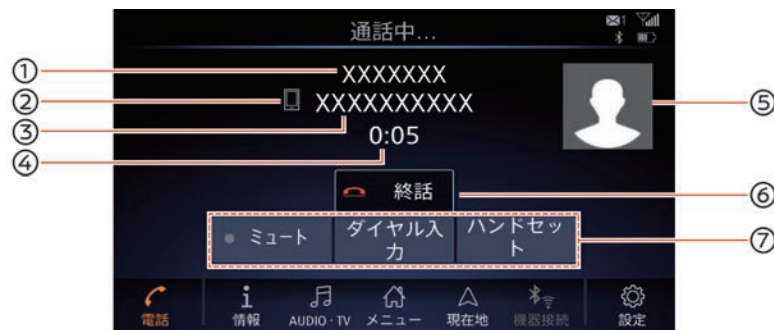 通話中...
1
① XXXXXXX
② XXXXXXXXXX
③
0:05
④
⑤
終話
⑥
ミュート
ダイヤル入
力
ハンドセッ
ト
⑦
電話
情報
AUDIO・TV
メニュー
現在地
機器接続
設定